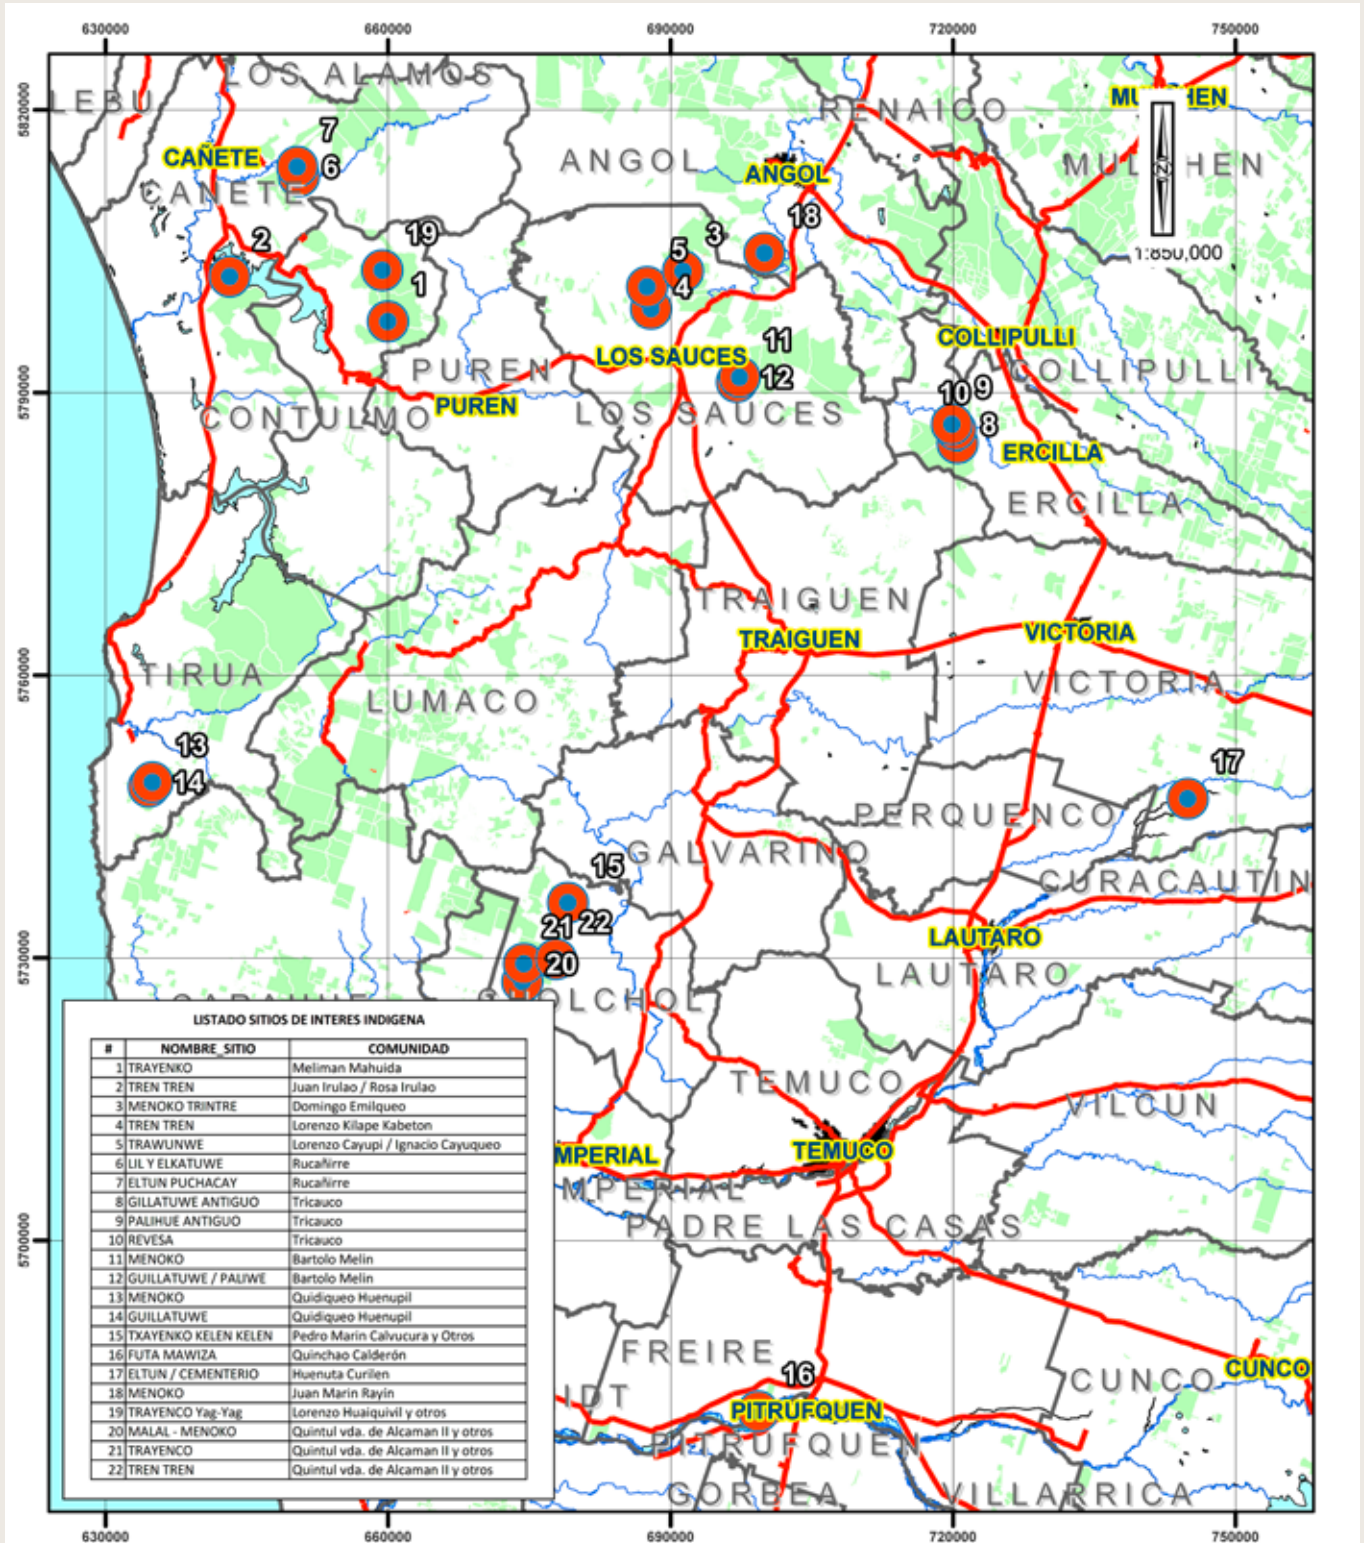 630000 660000 690000 720000 750000
5820000
5790000
5760000
5730000
5700000
LEBU
LOS ALAMOS
RENAICO
7
CAÑETE
6
CAÑETE
ANGOL
ANGOL
MULCHEN
1:850,000
2
19
1
5
3
4
18
11
12
LOS SAUCES
LOS SAUCES
PUREN
PUREN
CONTULMO
COLLIPULLI
COLLIPULLI
10
9
8
ERCILLA
ERCILLA
TRAIGUEN
TRAIGUEN
VICTORIA
VICTORIA
TIRUA
LUMACO
13
14
17
PERQUENCO
GALVARINO
CURACAUTIN
15
21
22
20
LAUTARO
LAUTARO
CHOLCHOL
TEMUCO
TEMUCO
VILCUN
MPERIAL
MPERIAL
PADRE LAS CASAS
FREIRE
16
CUNCO
CUNCO
IDT
PITRUFQUEN
PITRUFQUEN
GORBEA
VILLARRICA
LISTADO SITIOS DE INTERES INDIGENA
# NOMBRE_SITIO COMUNIDAD
1 TRAYENKO Meliman Mahuida
2 TREN TREN Juan Irulao / Rosa Irulao
3 MENOKO TRINTRE Domingo Emilqueo
4 TREN TREN Lorenzo Kilape Kabeton
5 TRAWUNWE Lorenzo Cayupi / Ignacio Cayuqueo
6 LIL Y ELKATUWE Rucañirre
7 ELTUN PUCHACAY Rucañirre
8 GILLATUWE ANTIGUO Tricauco
9 PALIHUE ANTIGUO Tricauco
10 REVESA Tricauco
11 MENOKO Bartolo Melin
12 GUILLATUWE / PALIWE Bartolo Melin
13 MENOKO Quidiqueo Huenupil
14 GUILLATUWE Quidiqueo Huenupil
15 TXAYENKO KELEN KELEN Pedro Marin Calvucura y Otros
16 FUTA MAWIZA Quinchao Calderón
17 ELTUN / CEMENTERIO Huenuta Curilen
18 MENOKO Juan Marin Rayin
19 TRAYENCO Yag-Yag Lorenzo Huaiquivil y otros
20 MALAL - MENOKO Quintul vda. de Alcaman II y otros
21 TRAYENCO Quintul vda. de Alcaman II y otros
22 TREN TREN Quintul vda. de Alcaman II y otros
630000 660000 690000 720000 750000